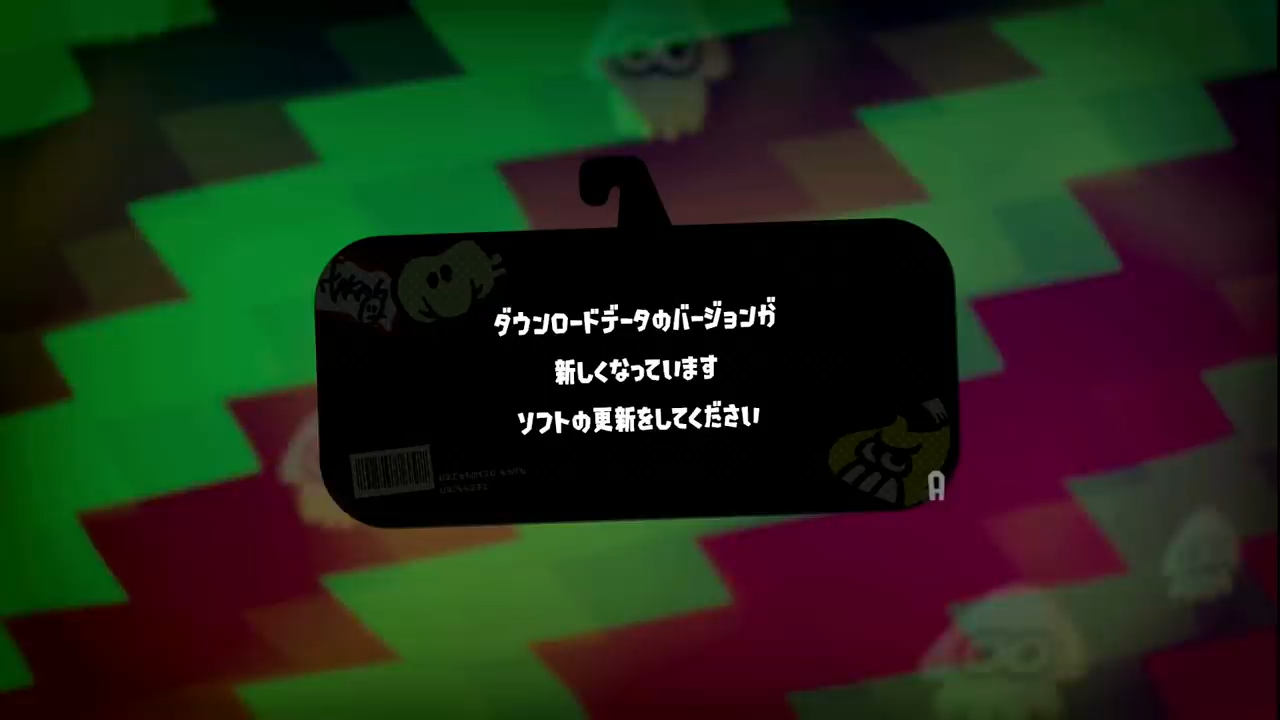 ダウンロードデータのバージョンが
新しくなっています
ソフトの更新をしてください
A